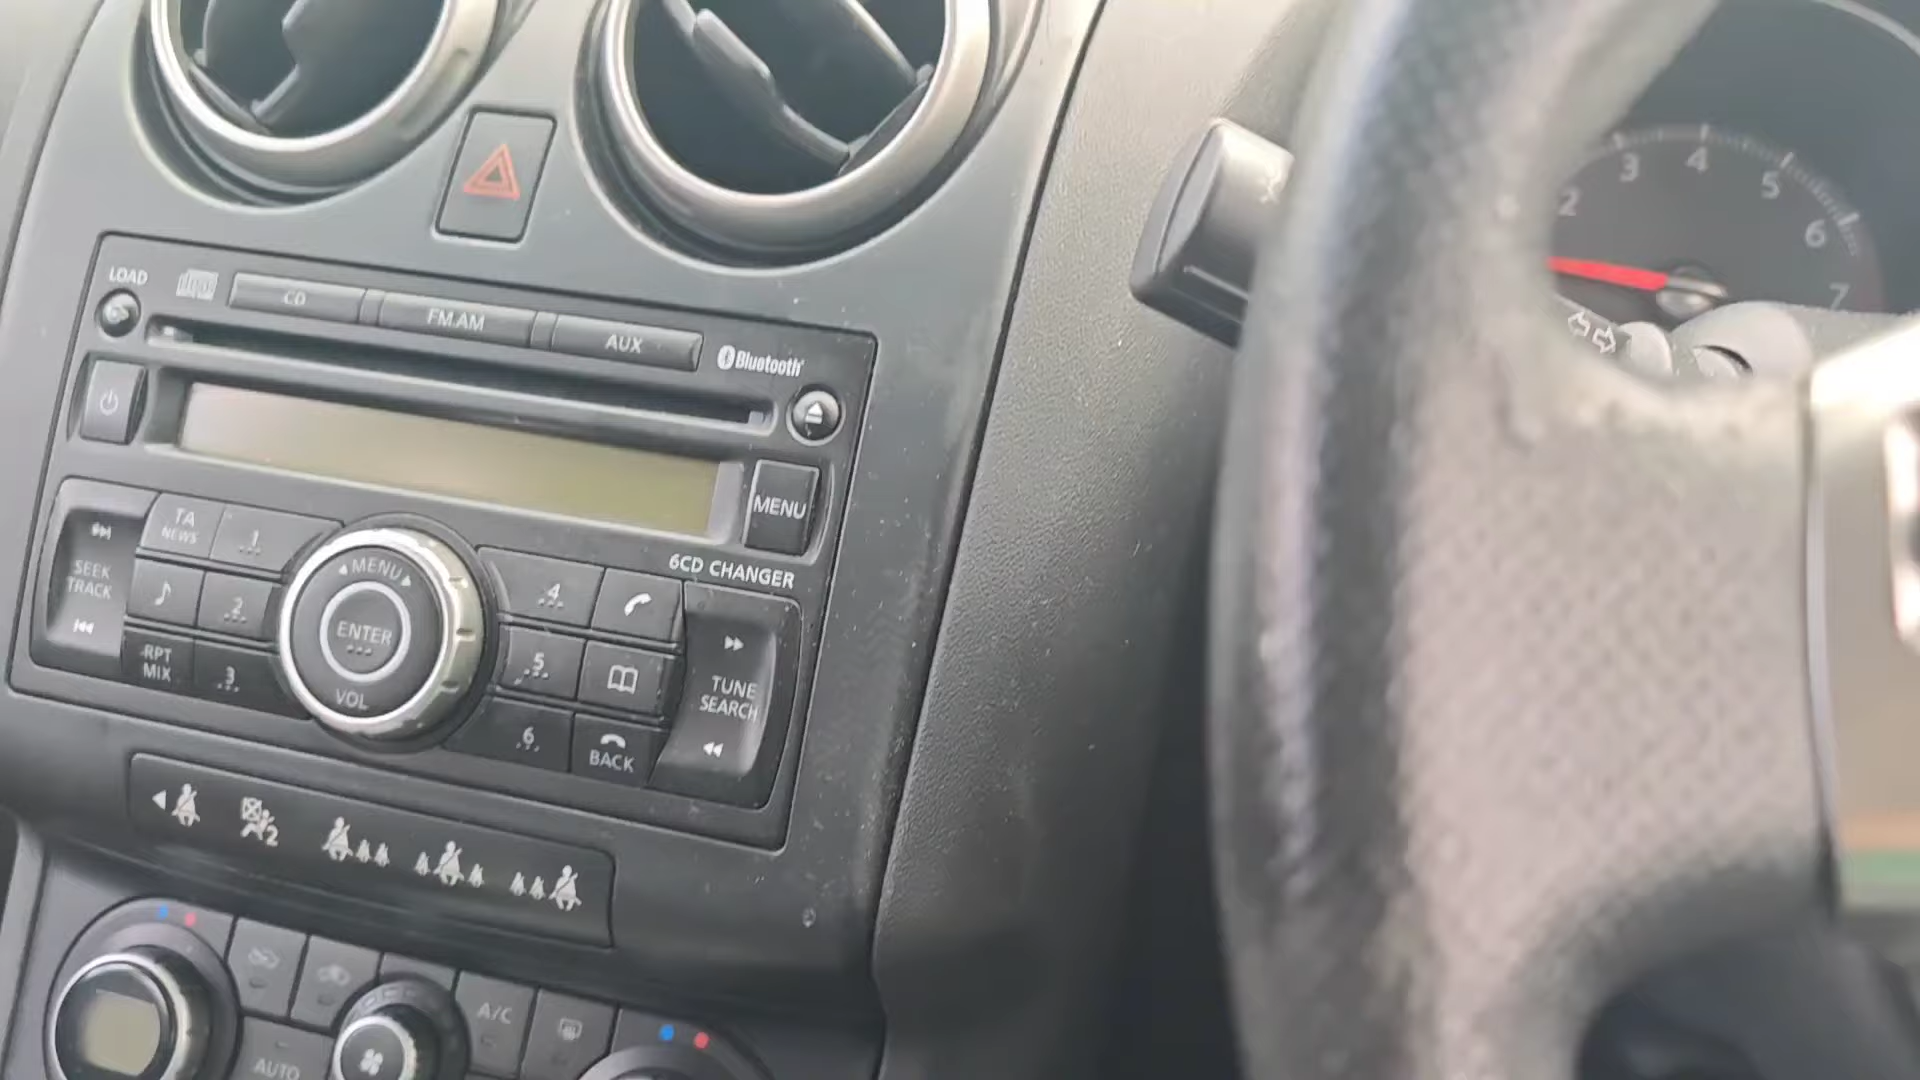 LOAD
CD
FM.AM
AUX
Bluetooth
MENU
6CD CHANGER
SEEK
TRACK
TA
NEWS
1
2
RPT
MIX
3
MENU
ENTER
VOL
4
5
6
BACK
TUNE
SEARCH
2
A/C
AUTO
2
3
4
5
6
7